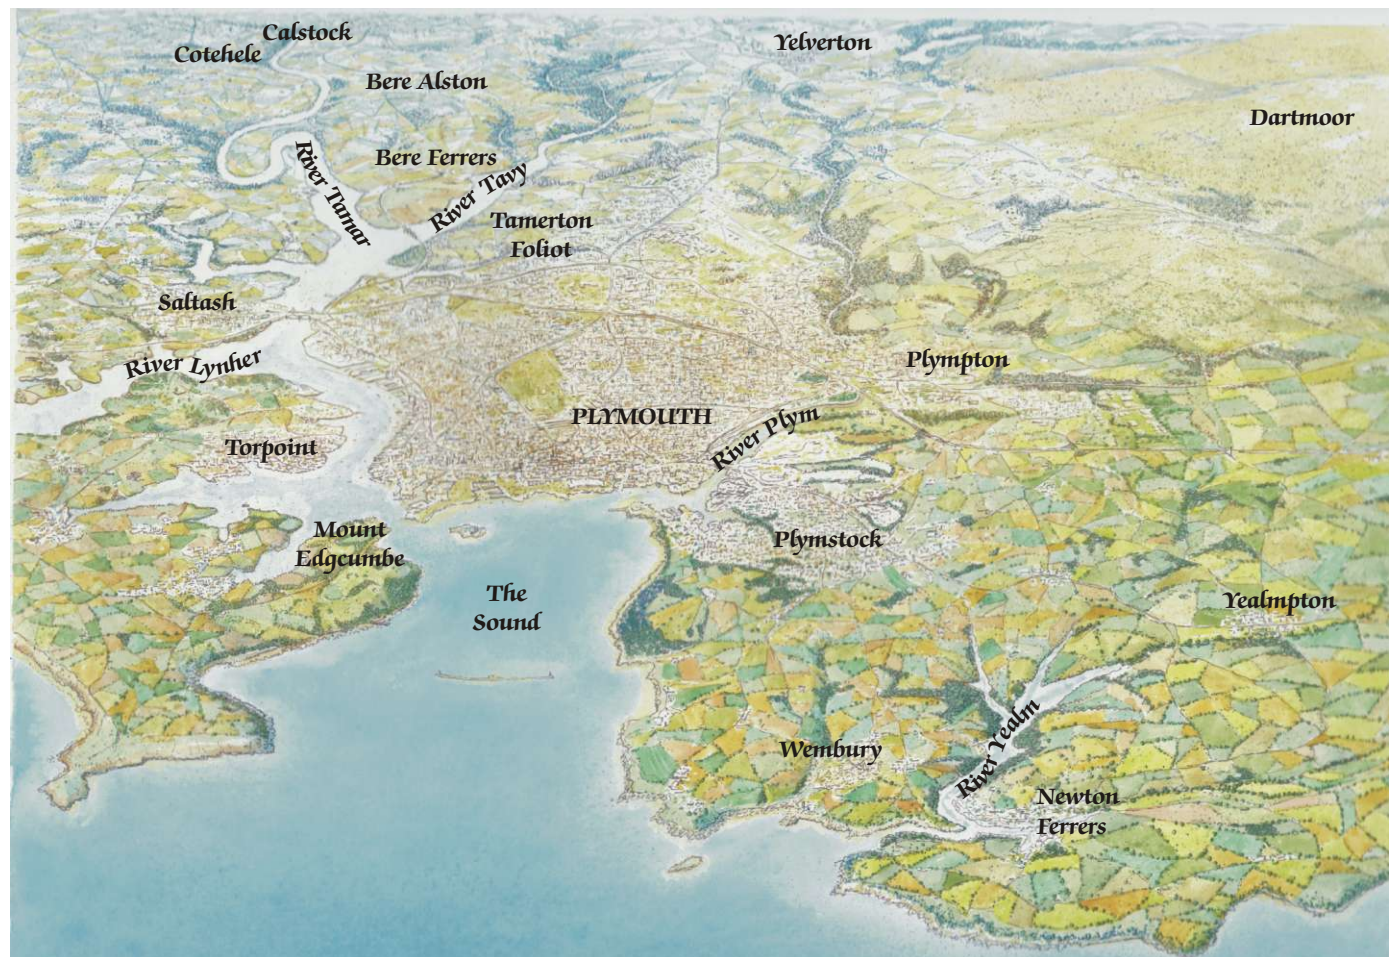 Calstock
Cotehele
Yelverton
Bere Alston
Dartmoor
Bere Ferrers
River Tamar
River Tavy
Tamerton
Foliot
Saltash
River Lynher
Plympton
PLYMOUTH
River Plym
Torpoint
Mount
Edgcumbe
Plymstock
The
Sound
Yealmpton
River Yealm
Wembury
Newton
Ferrers